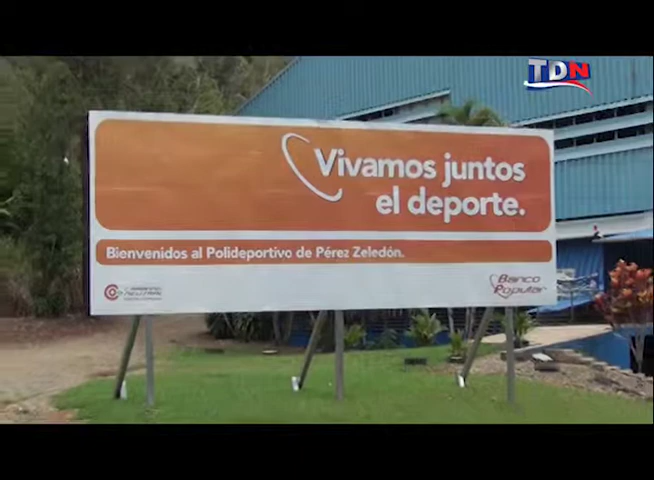 TDN
Vivamos juntos
el deporte.
Bienvenidos al Polideportivo de Pérez Zeledón.
Banco
Popular